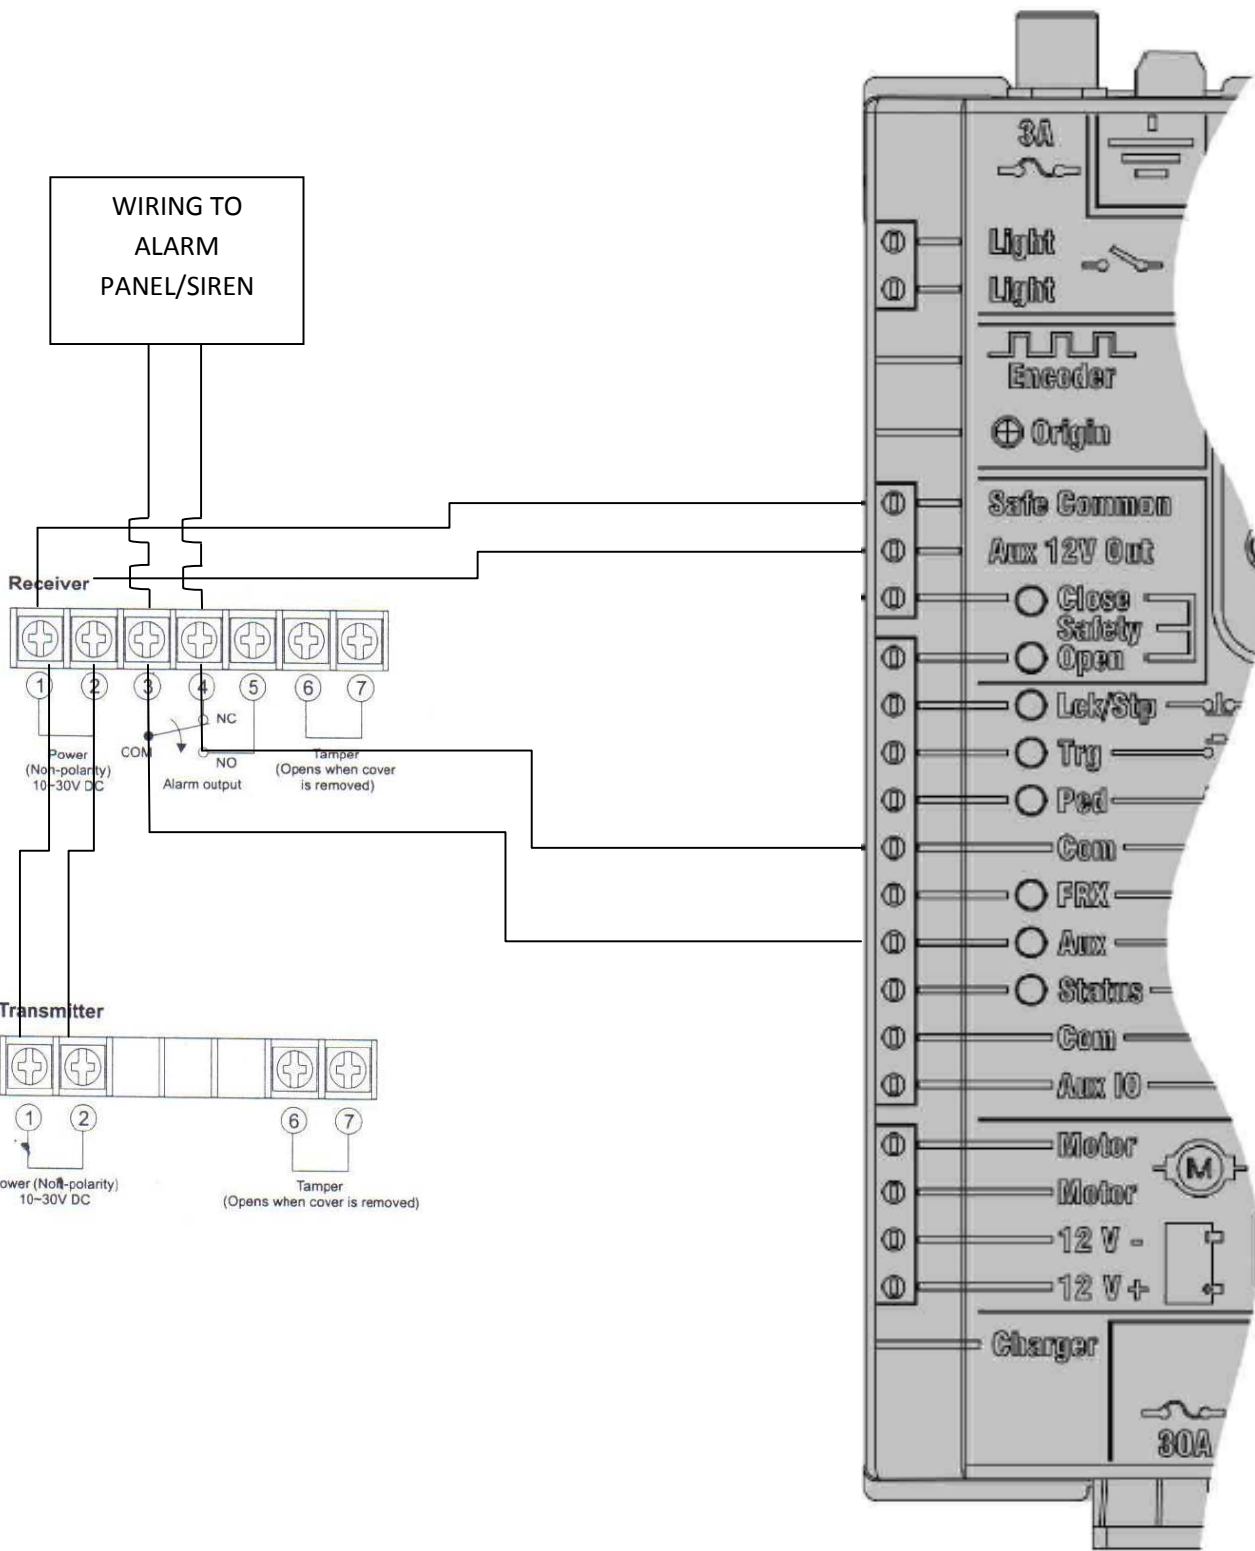 WIRING TO
ALARM
PANEL/SIREN
Receiver
1 2 3 4 5 6 7
Power
(Non-polarity)
10~30V DC
COM
NC
NO
Alarm output
Tamper
(Opens when cover
is removed)
Transmitter
1 2 6 7
ower (Non-polarity)
10~30V DC
Tamper
(Opens when cover is removed)
3A
Light
Light
Encoder
Origin
Safe Common
Aux 12V Out
Close
Safety
Open
Lck/Stp
Trg
Ped
Com
FRX
Aux
Status
Com
Aux IO
Motor
M
Motor
12 V -
12 V +
Charger
30A